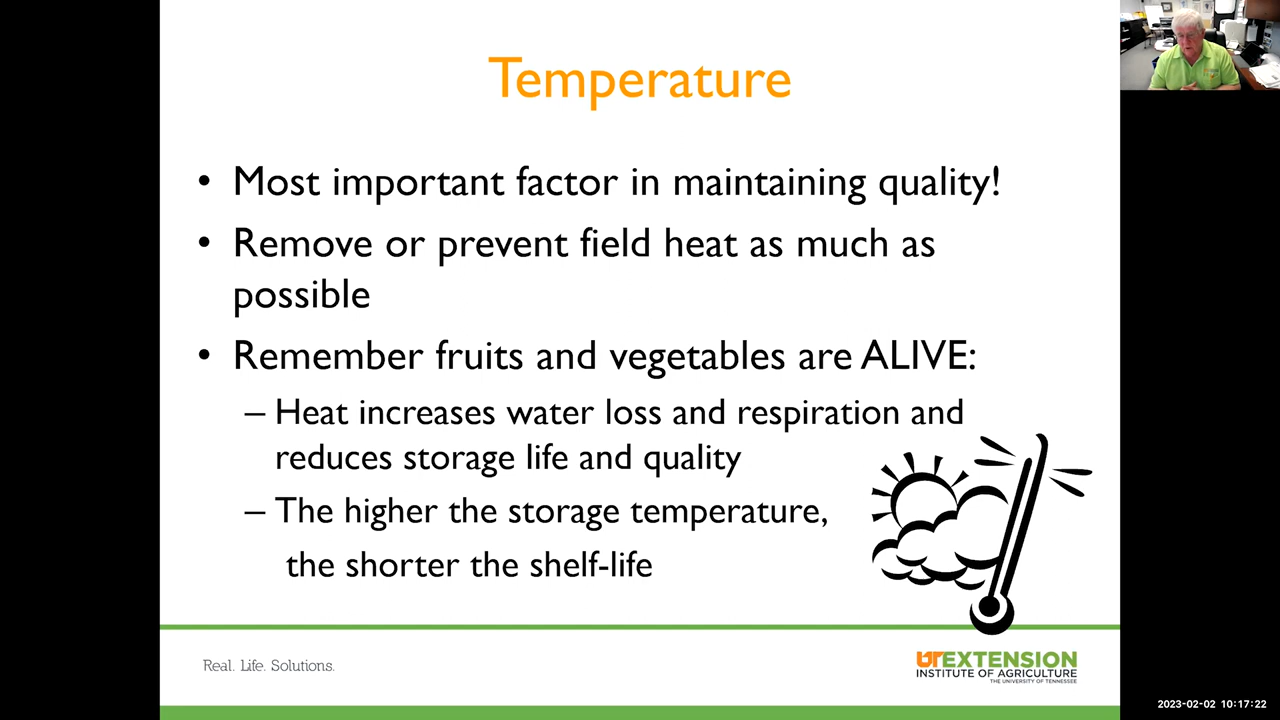 Temperature
• Most important factor in maintaining quality!
• Remove or prevent field heat as much as
possible
• Remember fruits and vegetables are ALIVE:
– Heat increases water loss and respiration and
reduces storage life and quality
– The higher the storage temperature,
the shorter the shelf-life
Real. Life. Solutions.
UT EXTENSION
INSTITUTE OF AGRICULTURE
THE UNIVERSITY OF TENNESSEE
2023-02-02 10:17:22